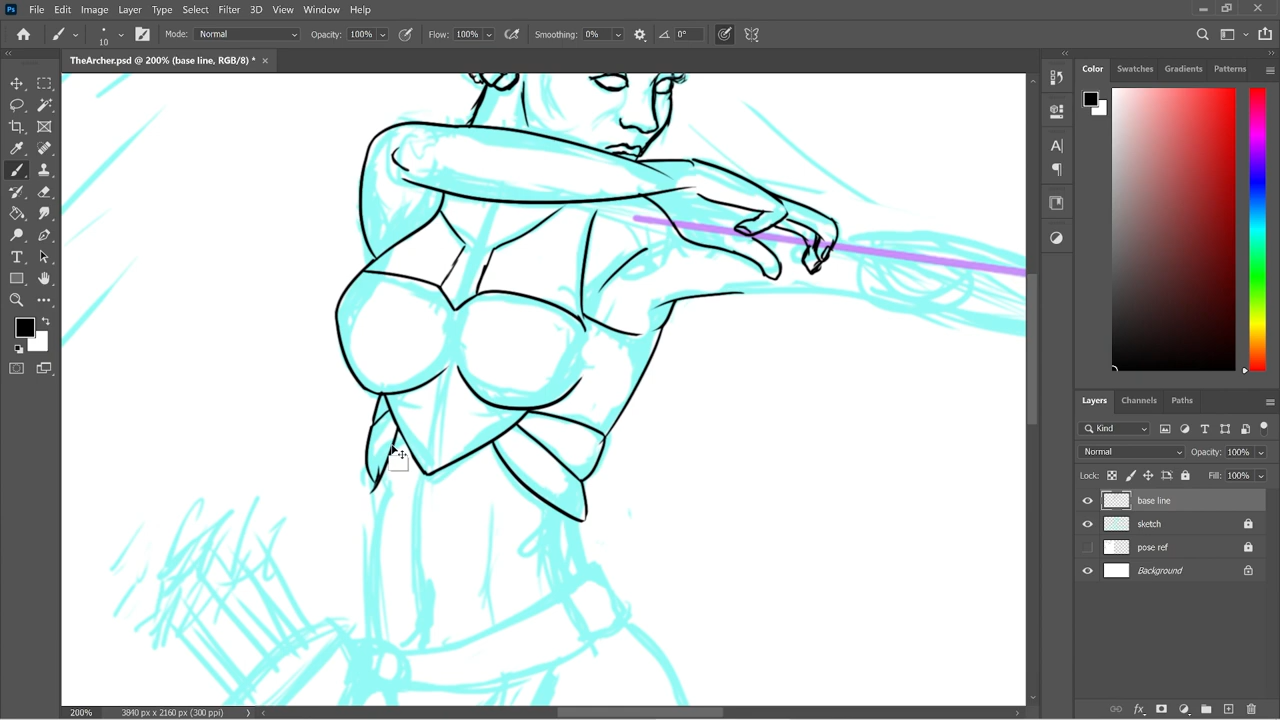 Ps File Edit Image Layer Type Select Filter 3D View Window Help
10 Mode: Normal Opacity: 100% Flow: 100% Smoothing: 0% 0°
TheArcher.psd @ 200% (base line, RGB/8) * ×
Color Swatches Gradients Patterns
Layers Channels Paths
Kind
Normal Opacity: 100%
Lock: Fill: 100%
base line
sketch
pose ref
Background
fx
200% 3840 px x 2160 px (300 ppi)